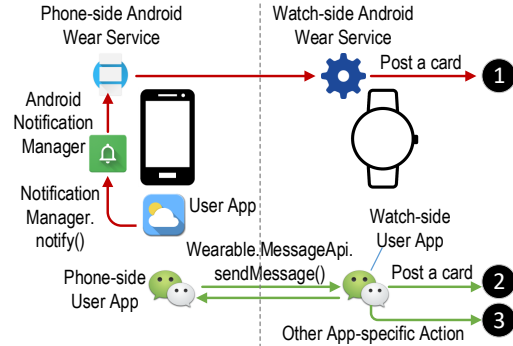 Phone-side Android
Wear Service
Watch-side Android
Wear Service
Post a card
1
Android
Notification
Manager
Notification
Manager.
notify()
User App
Watch-side
User App
Wearable.MessageApi.
sendMessage()
Phone-side
User App
Post a card
2
3
Other App-specific Action